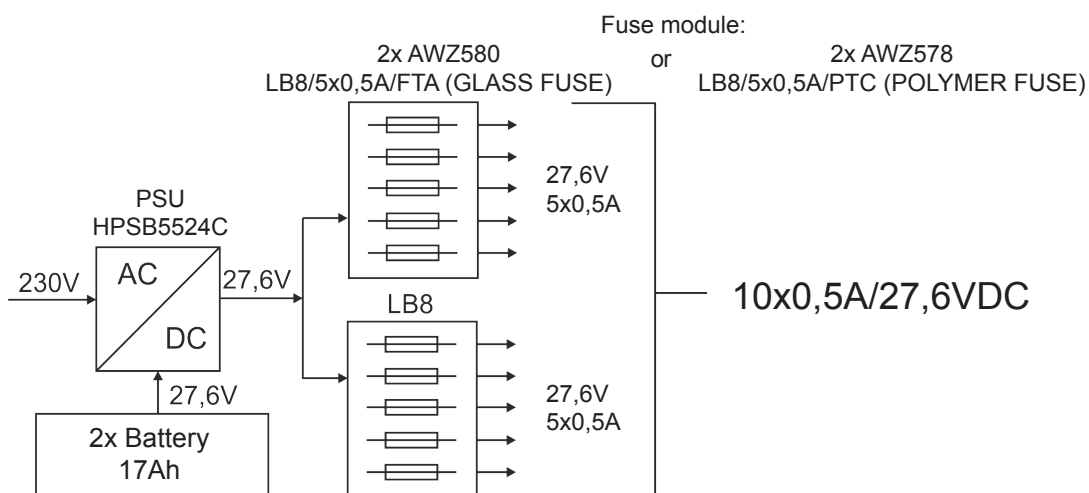 Fuse module:
2x AWZ580 or 2x AWZ578
LB8/5x0,5A/FTA (GLASS FUSE) LB8/5x0,5A/PTC (POLYMER FUSE)
27,6V
5x0,5A
PSU
HPSB5524C
230V
AC
DC
27,6V
LB8
10x0,5A/27,6VDC
27,6V
27,6V
5x0,5A
2x Battery
17Ah